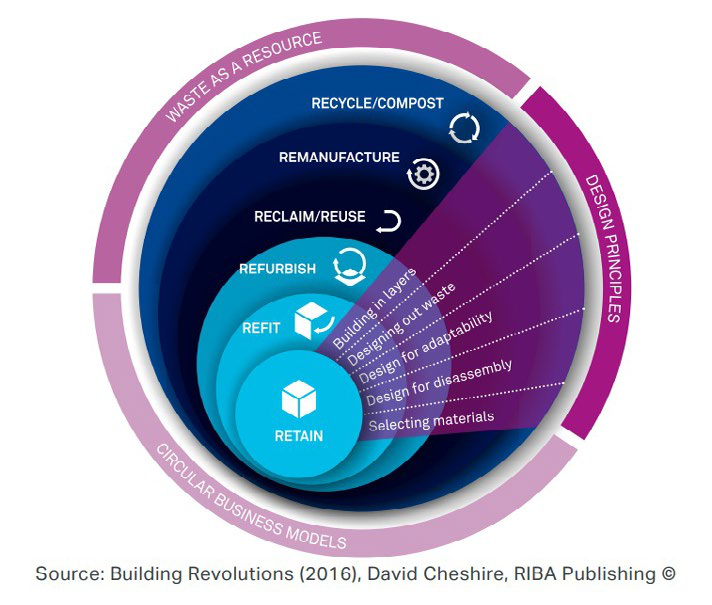 WASTE AS A RESOURCE
RECYCLE/COMPOST
REMANUFACTURE
RECLAIM/REUSE
REFURBISH
REFIT
RETAIN
Building in layers
Designing out waste
Design for adaptability
Design for disassembly
Selecting materials
DESIGN PRINCIPLES
CIRCULAR BUSINESS MODELS
Source: Building Revolutions (2016), David Cheshire, RIBA Publishing ©